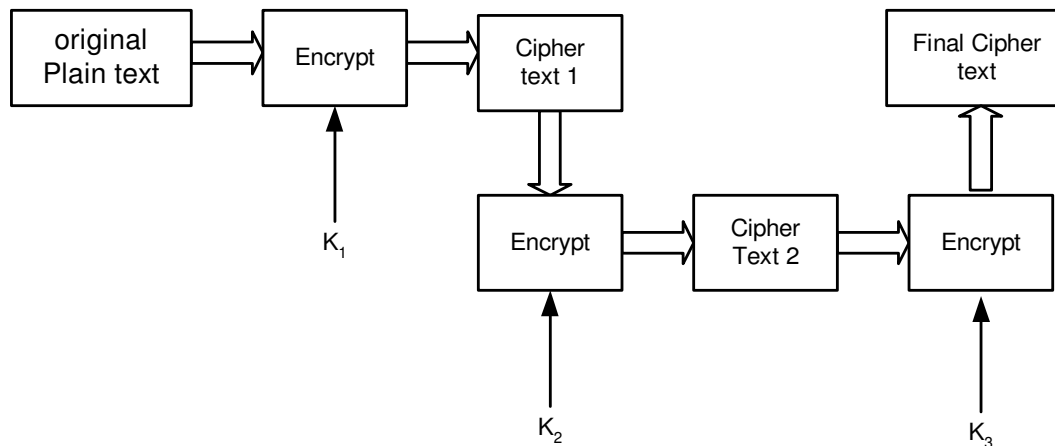 original
Plain text
Encrypt
Cipher
text 1
Final Cipher
text
K₁
Encrypt
Cipher
Text 2
Encrypt
K₂
K₃